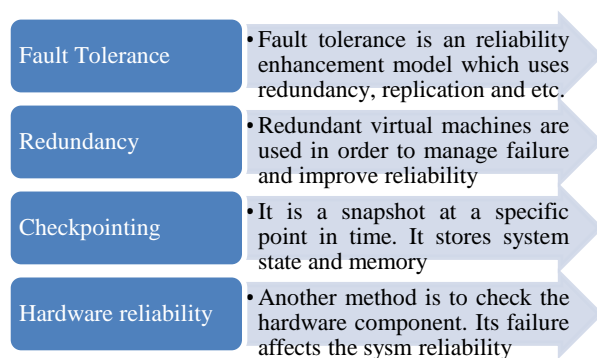 Fault Tolerance
• Fault tolerance is an reliability
enhancement model which uses
redundancy, replication and etc.
Redundancy
• Redundant virtual machines are
used in order to manage failure
and improve reliability
Checkpointing
• It is a snapshot at a specific
point in time. It stores system
state and memory
Hardware reliability
• Another method is to check the
hardware component. Its failure
affects the sysm reliability